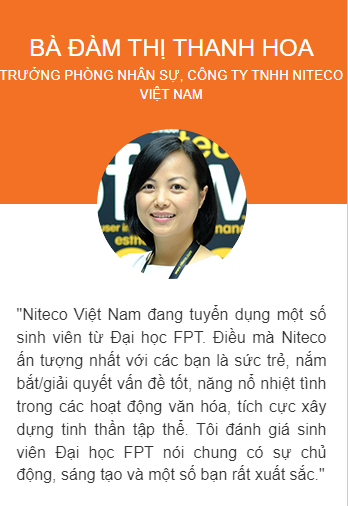 BÀ ĐÀM THỊ THANH HOA
TRƯỞNG PHÒNG NHÂN SỰ, CÔNG TY TNHH NITECO
VIỆT NAM
"Niteco Việt Nam đang tuyển dụng một số
sinh viên từ Đại học FPT. Điều mà Niteco
ấn tượng nhất với các bạn là sức trẻ, nắm
bắt/giải quyết vấn đề tốt, năng nổ nhiệt tình
trong các hoạt động văn hóa, tích cực xây
dựng tinh thần tập thể. Tôi đánh giá sinh
viên Đại học FPT nói chung có sự chủ
động, sáng tạo và một số bạn rất xuất sắc."